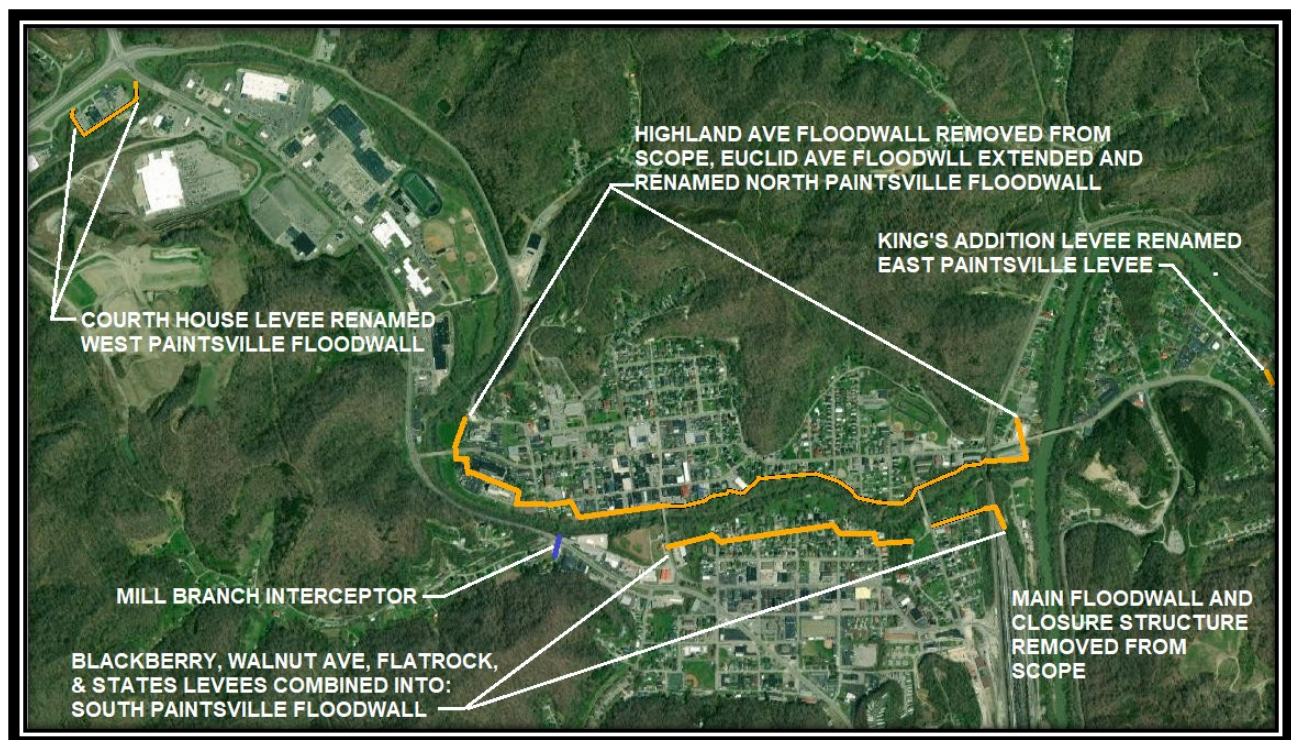 HIGHLAND AVE FLOODWALL REMOVED FROM
SCOPE, EUCLID AVE FLOODWLL EXTENDED AND
RENAMED NORTH PAINTSVILLE FLOODWALL
KING'S ADDITION LEVEE RENAMED
EAST PAINTSVILLE LEVEE
COURTH HOUSE LEVEE RENAMED
WEST PAINTSVILLE FLOODWALL
MILL BRANCH INTERCEPTOR
MAIN FLOODWALL AND
CLOSURE STRUCTURE
REMOVED FROM
SCOPE
BLACKBERRY, WALNUT AVE, FLATROCK,
& STATES LEVEES COMBINED INTO:
SOUTH PAINTSVILLE FLOODWALL